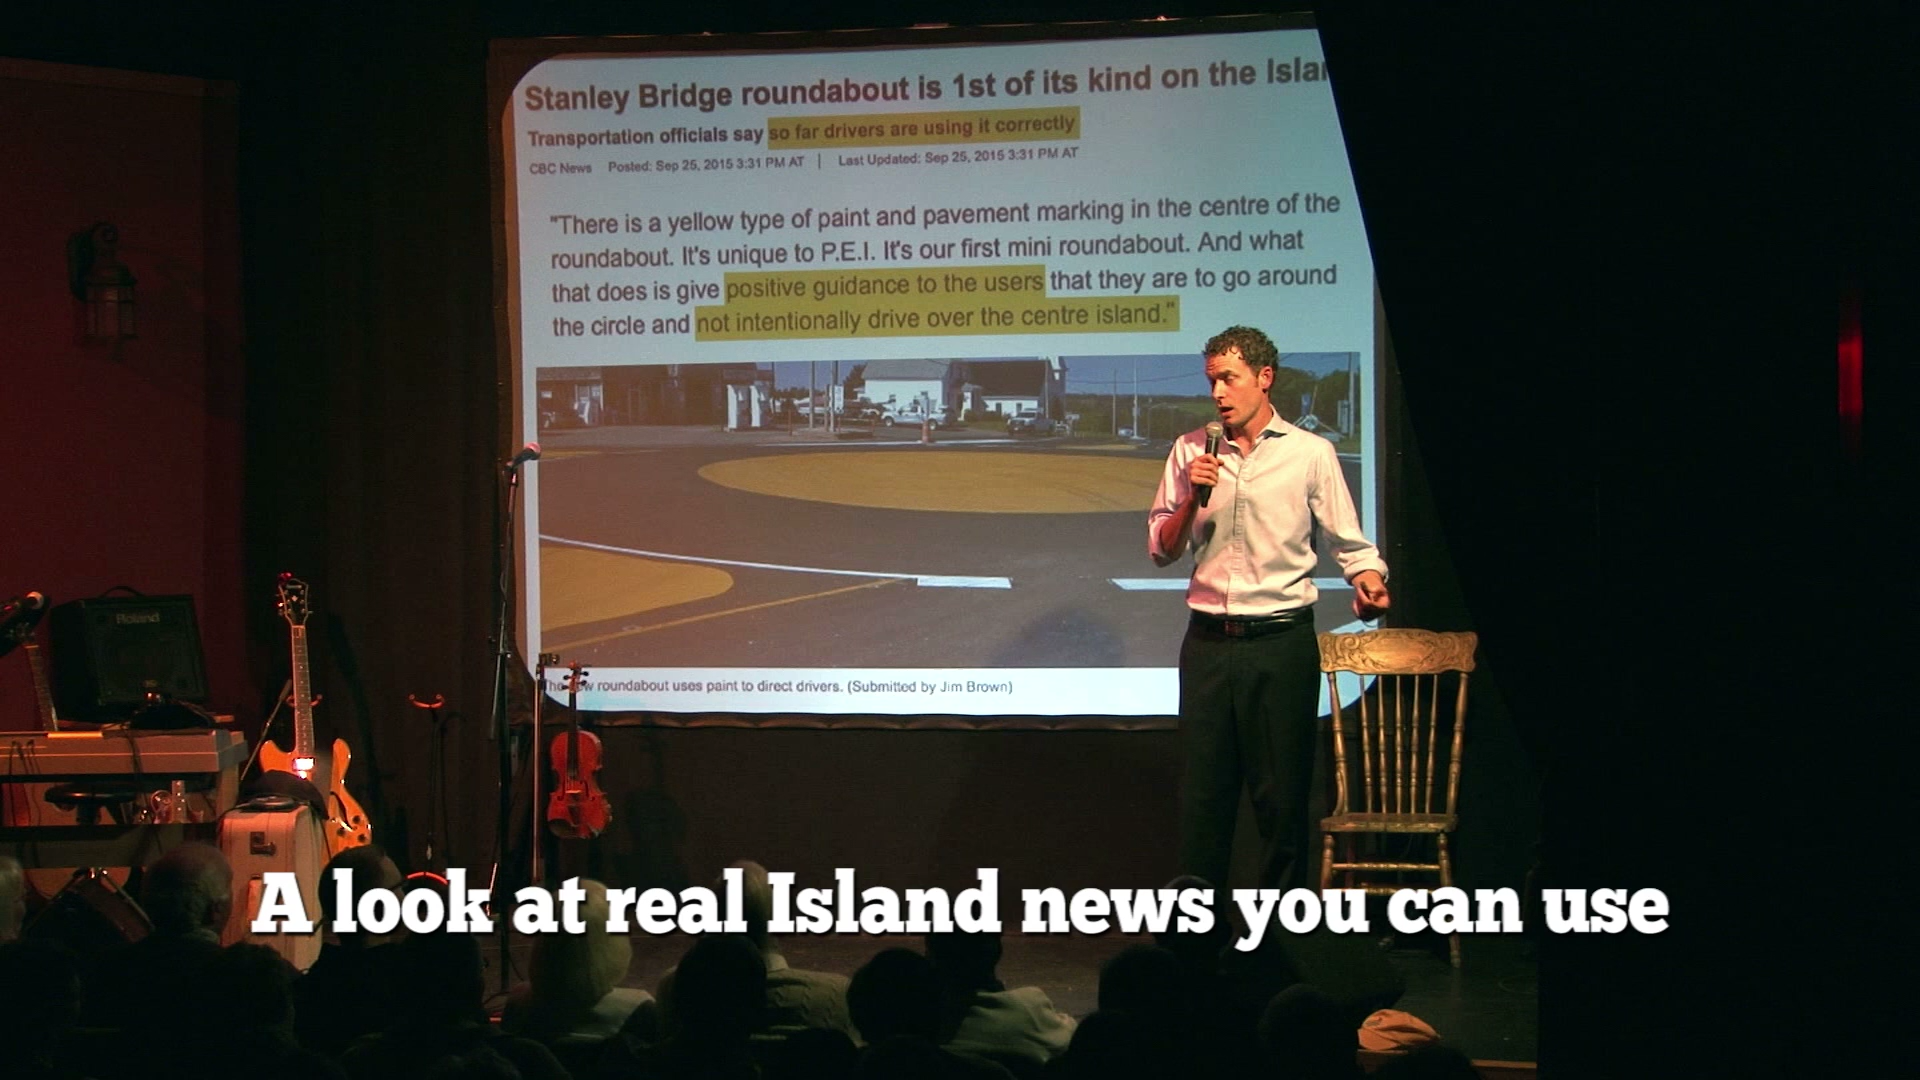 Stanley Bridge roundabout is 1st of its kind on the Islan
Transportation officials say so far drivers are using it correctly
CBC News Posted: Sep 25, 2015 3:31 PM AT | Last Updated: Sep 25, 2015 3:31 PM AT
"There is a yellow type of paint and pavement marking in the centre of the
roundabout. It's unique to P.E.I. It's our first mini roundabout. And what
that does is give positive guidance to the users that they are to go around
the circle and not intentionally drive over the centre island."
The new roundabout uses paint to direct drivers. (Submitted by Jim Brown)
Roland
A look at real Island news you can use